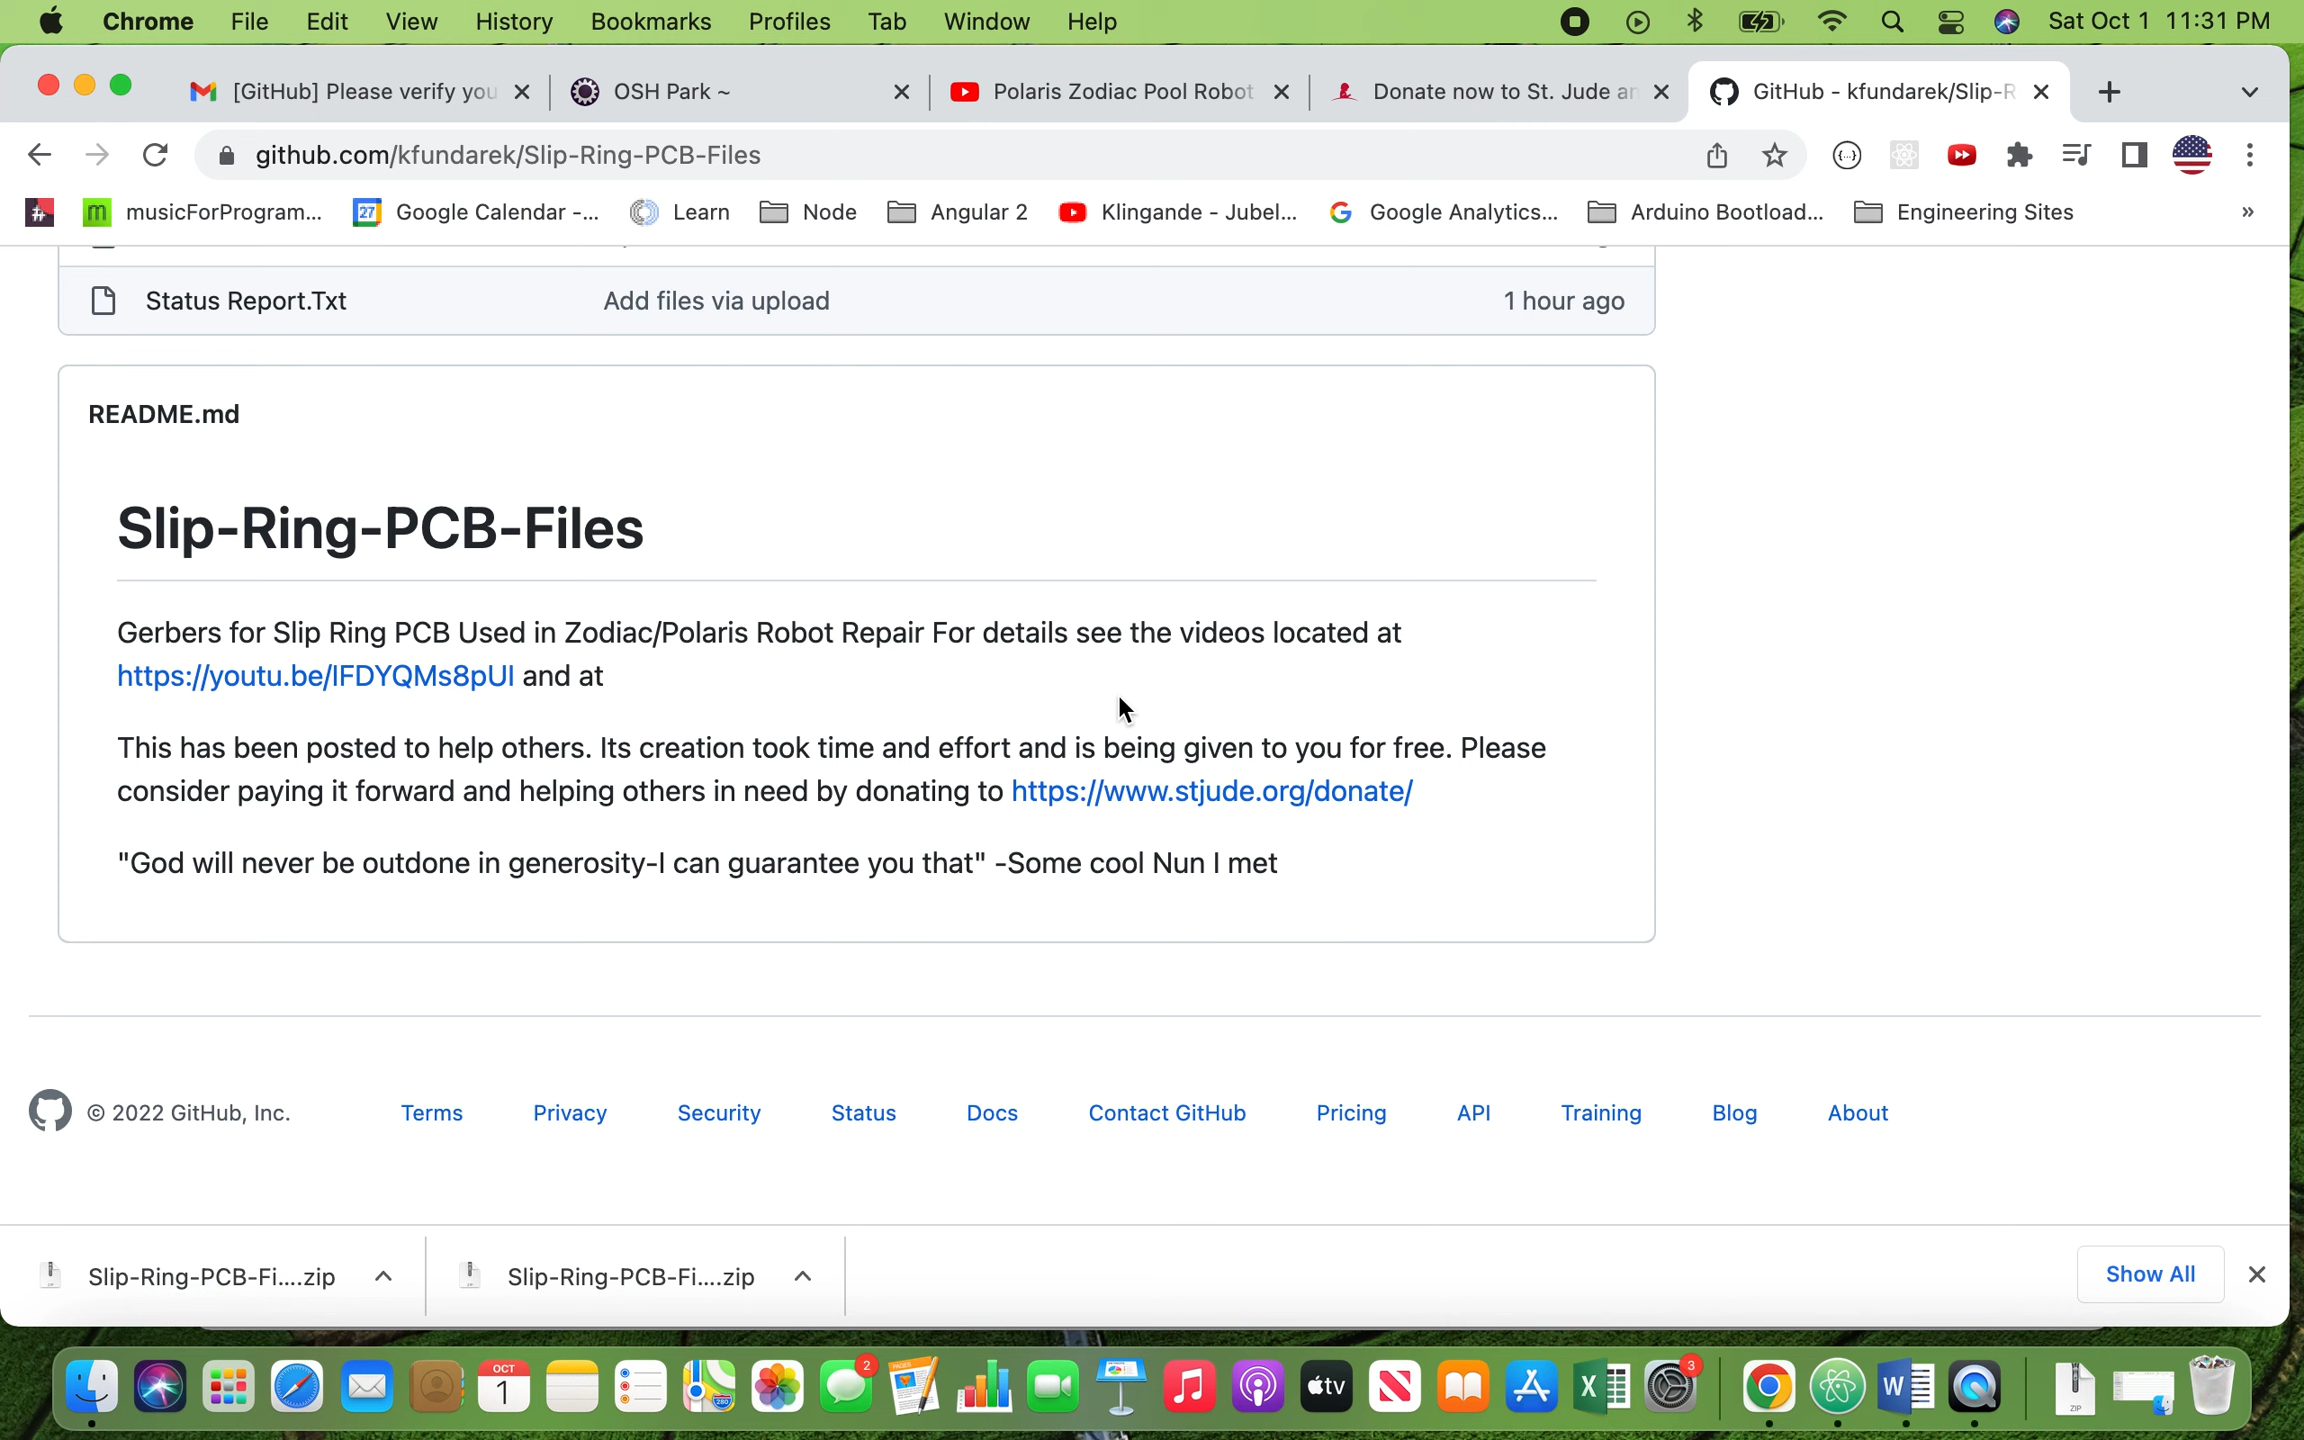 Chrome File Edit View History Bookmarks Profiles Tab Window Help Sat Oct 1 11:31 PM
[GitHub] Please verify you OSH Park ~ Polaris Zodiac Pool Robot Donate now to St. Jude an GitHub - kfundarek/Slip-R
github.com/kfundarek/Slip-Ring-PCB-Files
musicForProgram... Google Calendar -... Learn Node Angular 2 Klingande - Jubel... Google Analytics... Arduino Bootload... Engineering Sites »
Status Report.Txt Add files via upload 1 hour ago
README.md
Slip-Ring-PCB-Files
Gerbers for Slip Ring PCB Used in Zodiac/Polaris Robot Repair For details see the videos located at
https://youtu.be/IFDYQMs8pUI and at
This has been posted to help others. Its creation took time and effort and is being given to you for free. Please
consider paying it forward and helping others in need by donating to https://www.stjude.org/donate/
"God will never be outdone in generosity-I can guarantee you that" -Some cool Nun I met
© 2022 GitHub, Inc. Terms Privacy Security Status Docs Contact GitHub Pricing API Training Blog About
Slip-Ring-PCB-Fi....zip Slip-Ring-PCB-Fi....zip Show All
OCT 1 2 PAGES 280 tv 3 ZIP